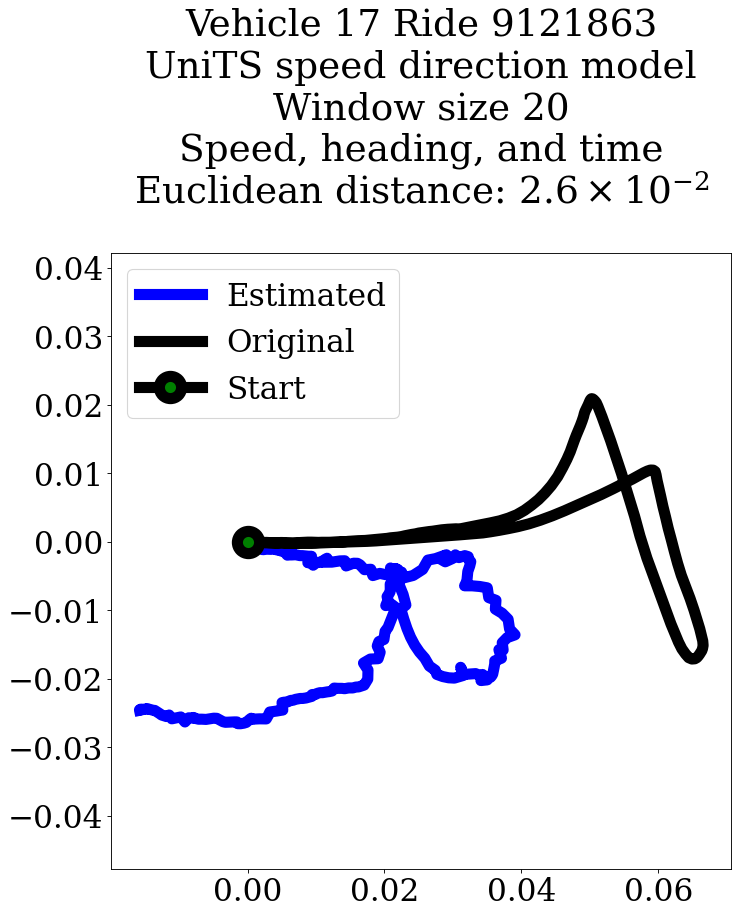 Vehicle 17 Ride 9121863
UniTS speed direction model
Window size 20
Speed, heading, and time
Euclidean distance: 2.6 × 10⁻²
Estimated
Original
Start
0.04
0.03
0.02
0.01
0.00
−0.01
−0.02
−0.03
−0.04
0.00 0.02 0.04 0.06